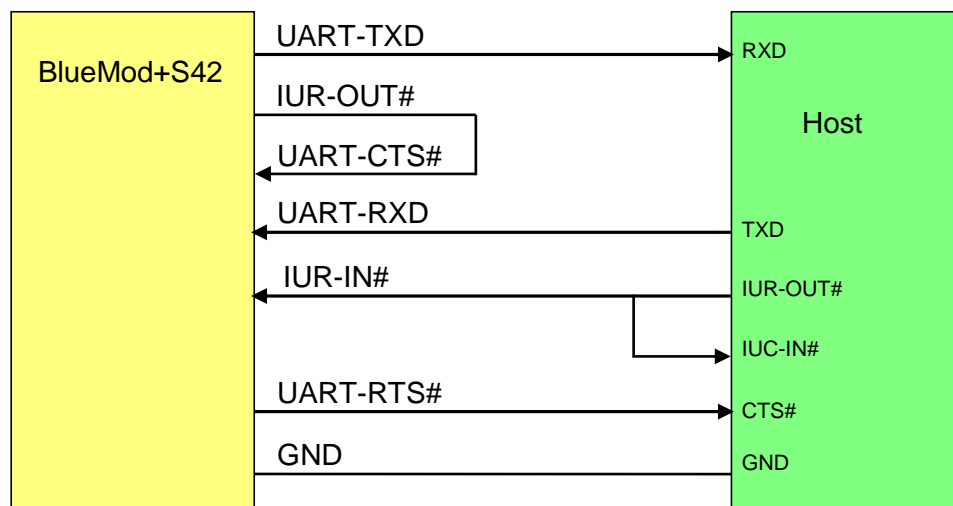 UART-TXD
RXD
BlueMod+S42
IUR-OUT#
Host
UART-CTS#
UART-RXD
TXD
IUR-IN#
IUR-OUT#
IUC-IN#
UART-RTS#
CTS#
GND
GND